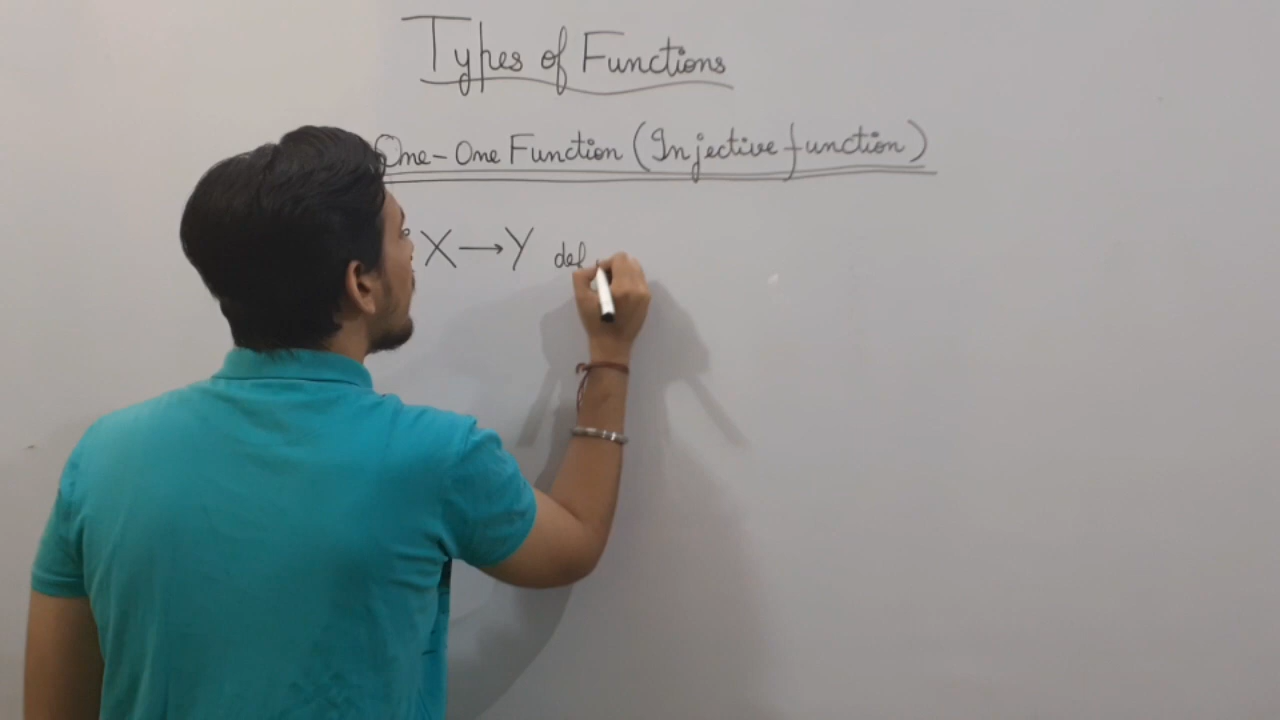 Types of Functions
One-One Function (Injective function)
: X → Y def